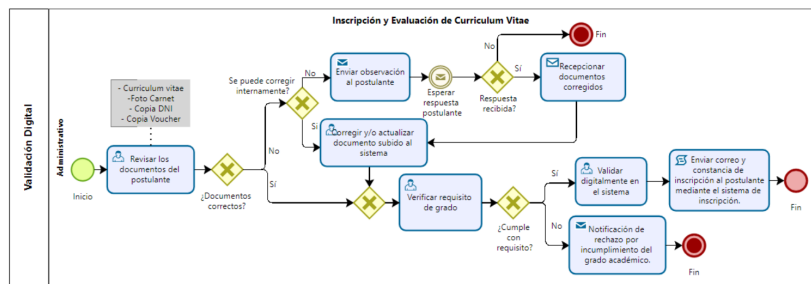 Inscripción y Evaluación de Curriculum Vitae
Validación Digital
Administrativo
- Curriculum vitae
-Foto Carnet
- Copia DNI
- Copia Voucher
Inicio
Revisar los
documentos del
postulante
¿Documentos
correctos?
No
Sí
Se puede corregir
internamente?
No
Si
Enviar observación
al postulante
Esperar
respuesta
postulante
Respuesta
recibida?
No
Fin
Sí
Recepcionar
documentos
corregidos
Corregir y/o actualizar
documento subido al
sistema
Verificar requisito
de grado
¿Cumple
con
requisito?
Sí
Validar
digitalmente en
el sistema
Enviar correo y
constancia de
inscripción al postulante
mediante el sistema de
inscripción.
Fin
No
Notificación de
rechazo por
incumplimiento del
grado académico.
Fin